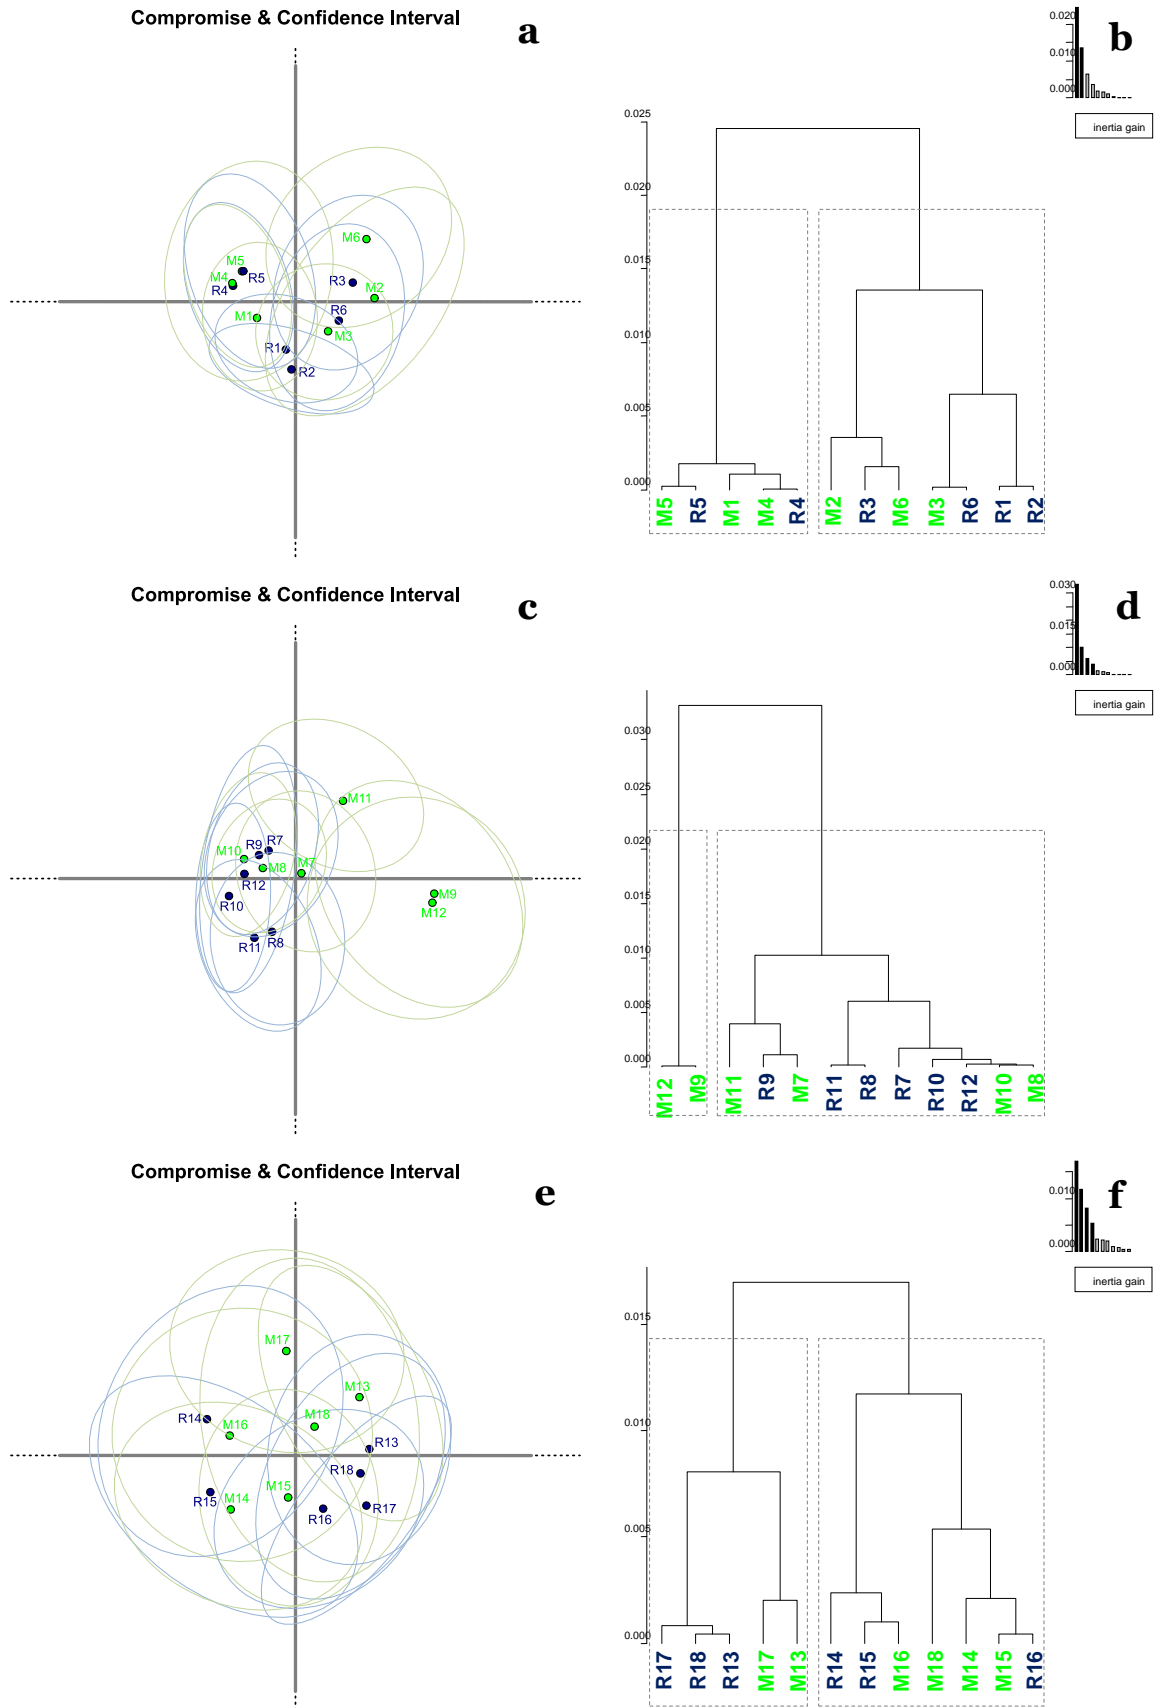 Compromise & Confidence Interval
a
M6
M5
M4
R5
R4
R3
M2
M1
R6
M3
R1
R2
b
0.020
0.010
0.000
inertia gain
0.025
0.020
0.015
0.010
0.005
0.000
M5 R5 M1 M4 R4 M2 R3 M6 M3 R6 R1 R2
Compromise & Confidence Interval
c
M11
R9 R7
M10
M8
M7
R12
R10
M9
M12
R11 R8
d
0.030
0.015
0.000
inertia gain
0.030
0.025
0.020
0.015
0.010
0.005
0.000
M12 M9 M11 R9 M7 R11 R8 R7 R10 R12 M10 M8
Compromise & Confidence Interval
e
M17
M13
R14
M16
M18
R13
R18
M15
R15
M14
R16
R17
f
0.010
0.000
inertia gain
0.015
0.010
0.005
0.000
R17 R18 R13 M17 M13 R14 R15 M16 M18 M14 M15 R16